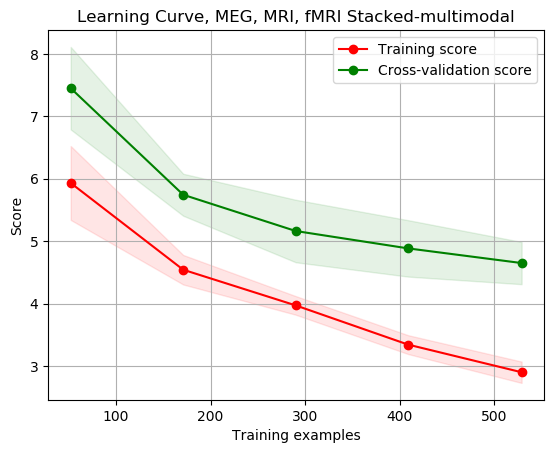 Learning Curve, MEG, MRI, fMRI Stacked-multimodal
Training score
Cross-validation score
8
7
6
5
4
3
Score
100
200
300
400
500
Training examples